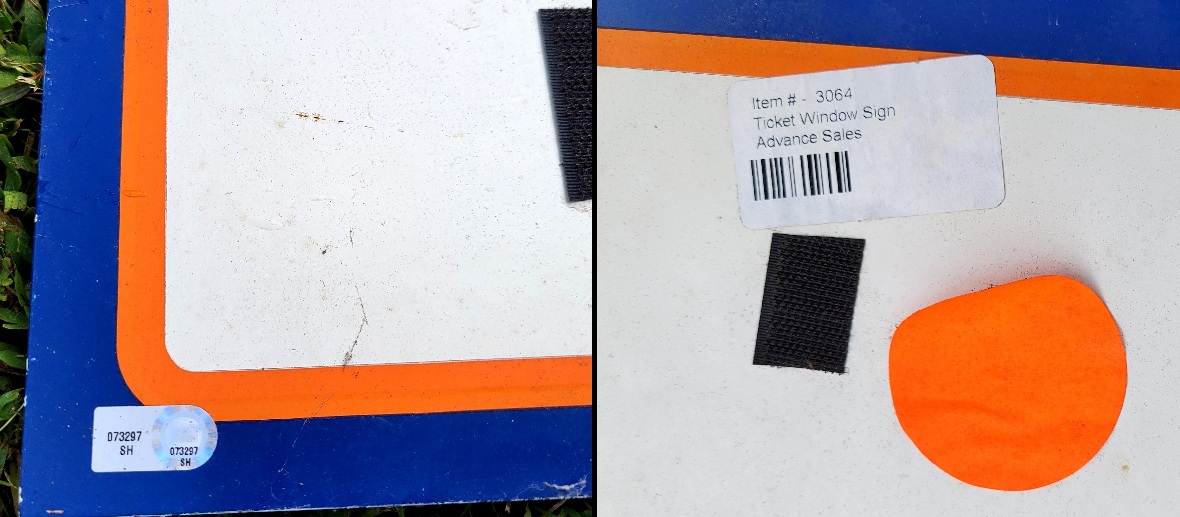 073297
SH
073297
SH
Item # - 3064
Ticket Window Sign
Advance Sales